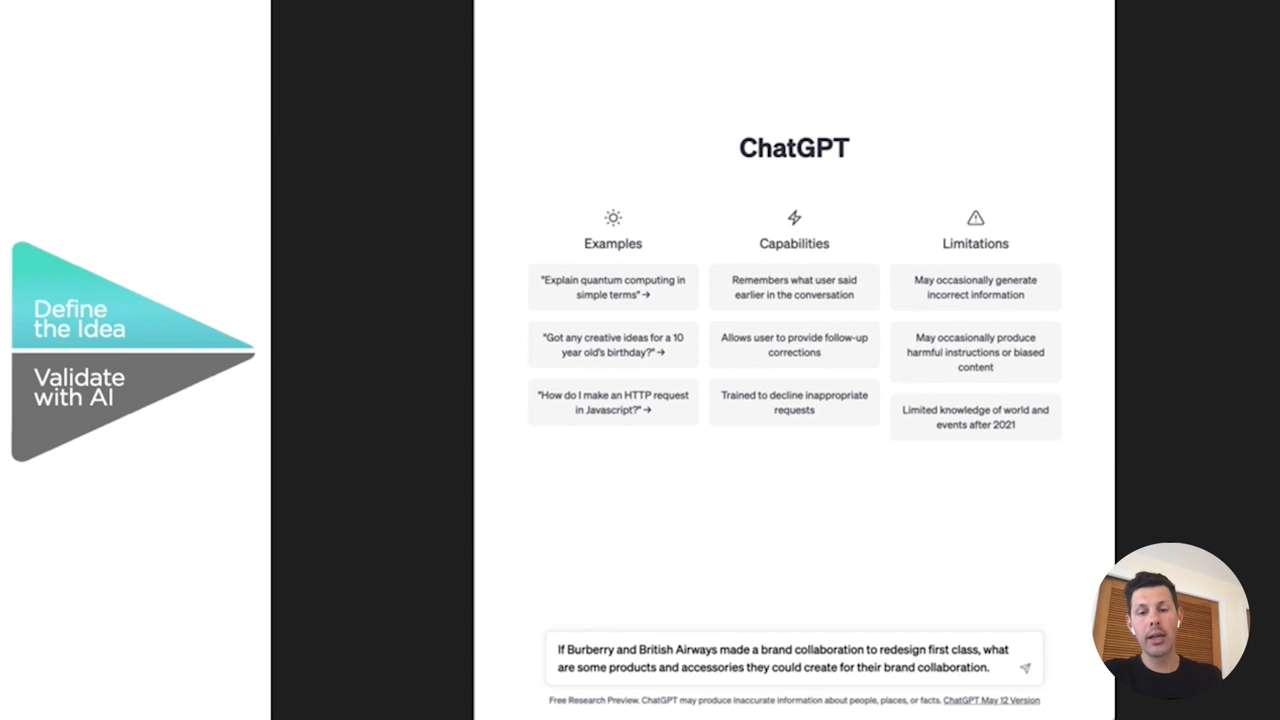 Define
the Idea
Validate
with AI
ChatGPT
Examples
"Explain quantum computing in
simple terms" →
"Got any creative ideas for a 10
year old's birthday?" →
"How do I make an HTTP request
in Javascript?" →
Capabilities
Remembers what user said
earlier in the conversation
Allows user to provide follow-up
corrections
Trained to decline inappropriate
requests
Limitations
May occasionally generate
incorrect information
May occasionally produce
harmful instructions or biased
content
Limited knowledge of world and
events after 2021
If Burberry and British Airways made a brand collaboration to redesign first class, what
are some products and accessories they could create for their brand collaboration.
Free Research Preview. ChatGPT may produce inaccurate information about people, places, or facts. ChatGPT May 12 Version